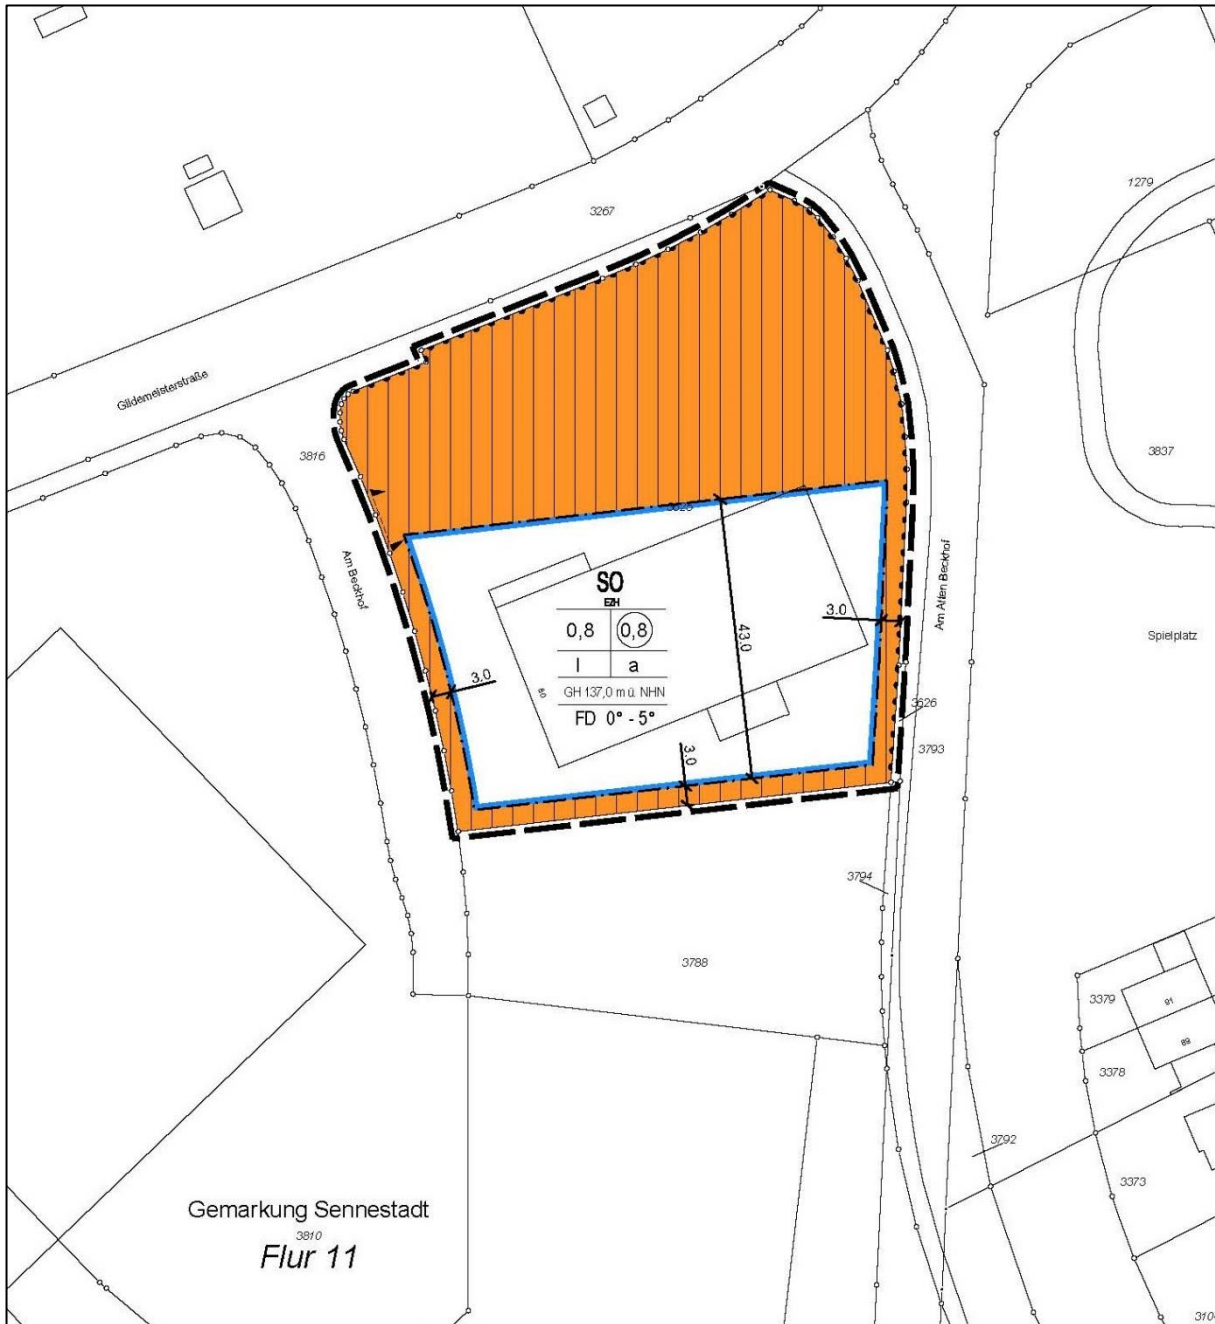 1279
3267
Gildemeisterstraße
3816
3837
Am Beckhof
Am Alten Beckhof
SO
EZH
0,8 0,8
I a
GH 137,0 m ü. NHN
FD 0° - 5°
80
43.0
3.0
3.0
3.0
Spielplatz
3626
3793
3794
3788
3379
91
89
3378
3792
3373
Gemarkung Sennestadt
3810
Flur 11